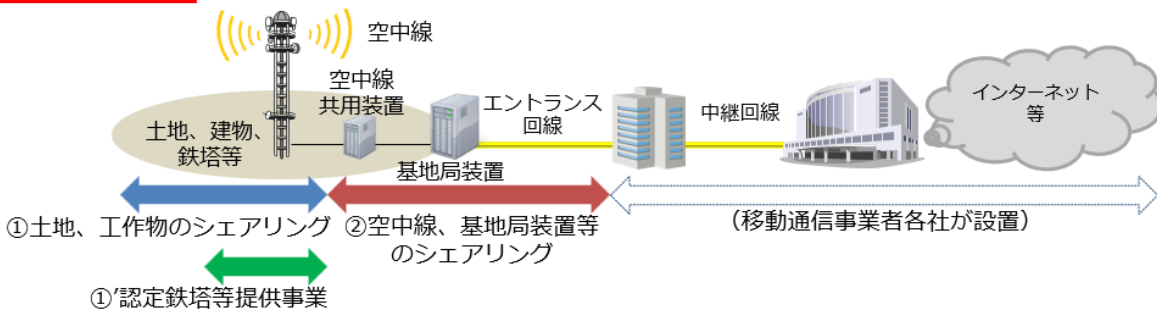 空中線
空中線
共用装置
エントランス
回線
中継回線
インターネット
等
土地、建物、
鉄塔等
基地局装置
①土地、工作物のシェアリング
②空中線、基地局装置等
のシェアリング
（移動通信事業者各社が設置）
①’認定鉄塔等提供事業